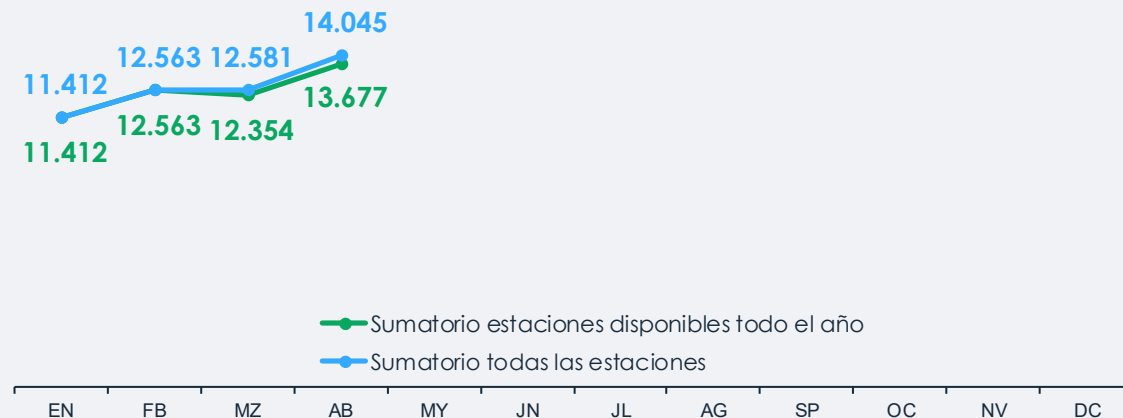 14.045
12.563 12.581
11.412
13.677
12.563 12.354
11.412
Sumatorio estaciones disponibles todo el año
Sumatorio todas las estaciones
EN FB MZ AB MY JN JL AG SP OC NV DC